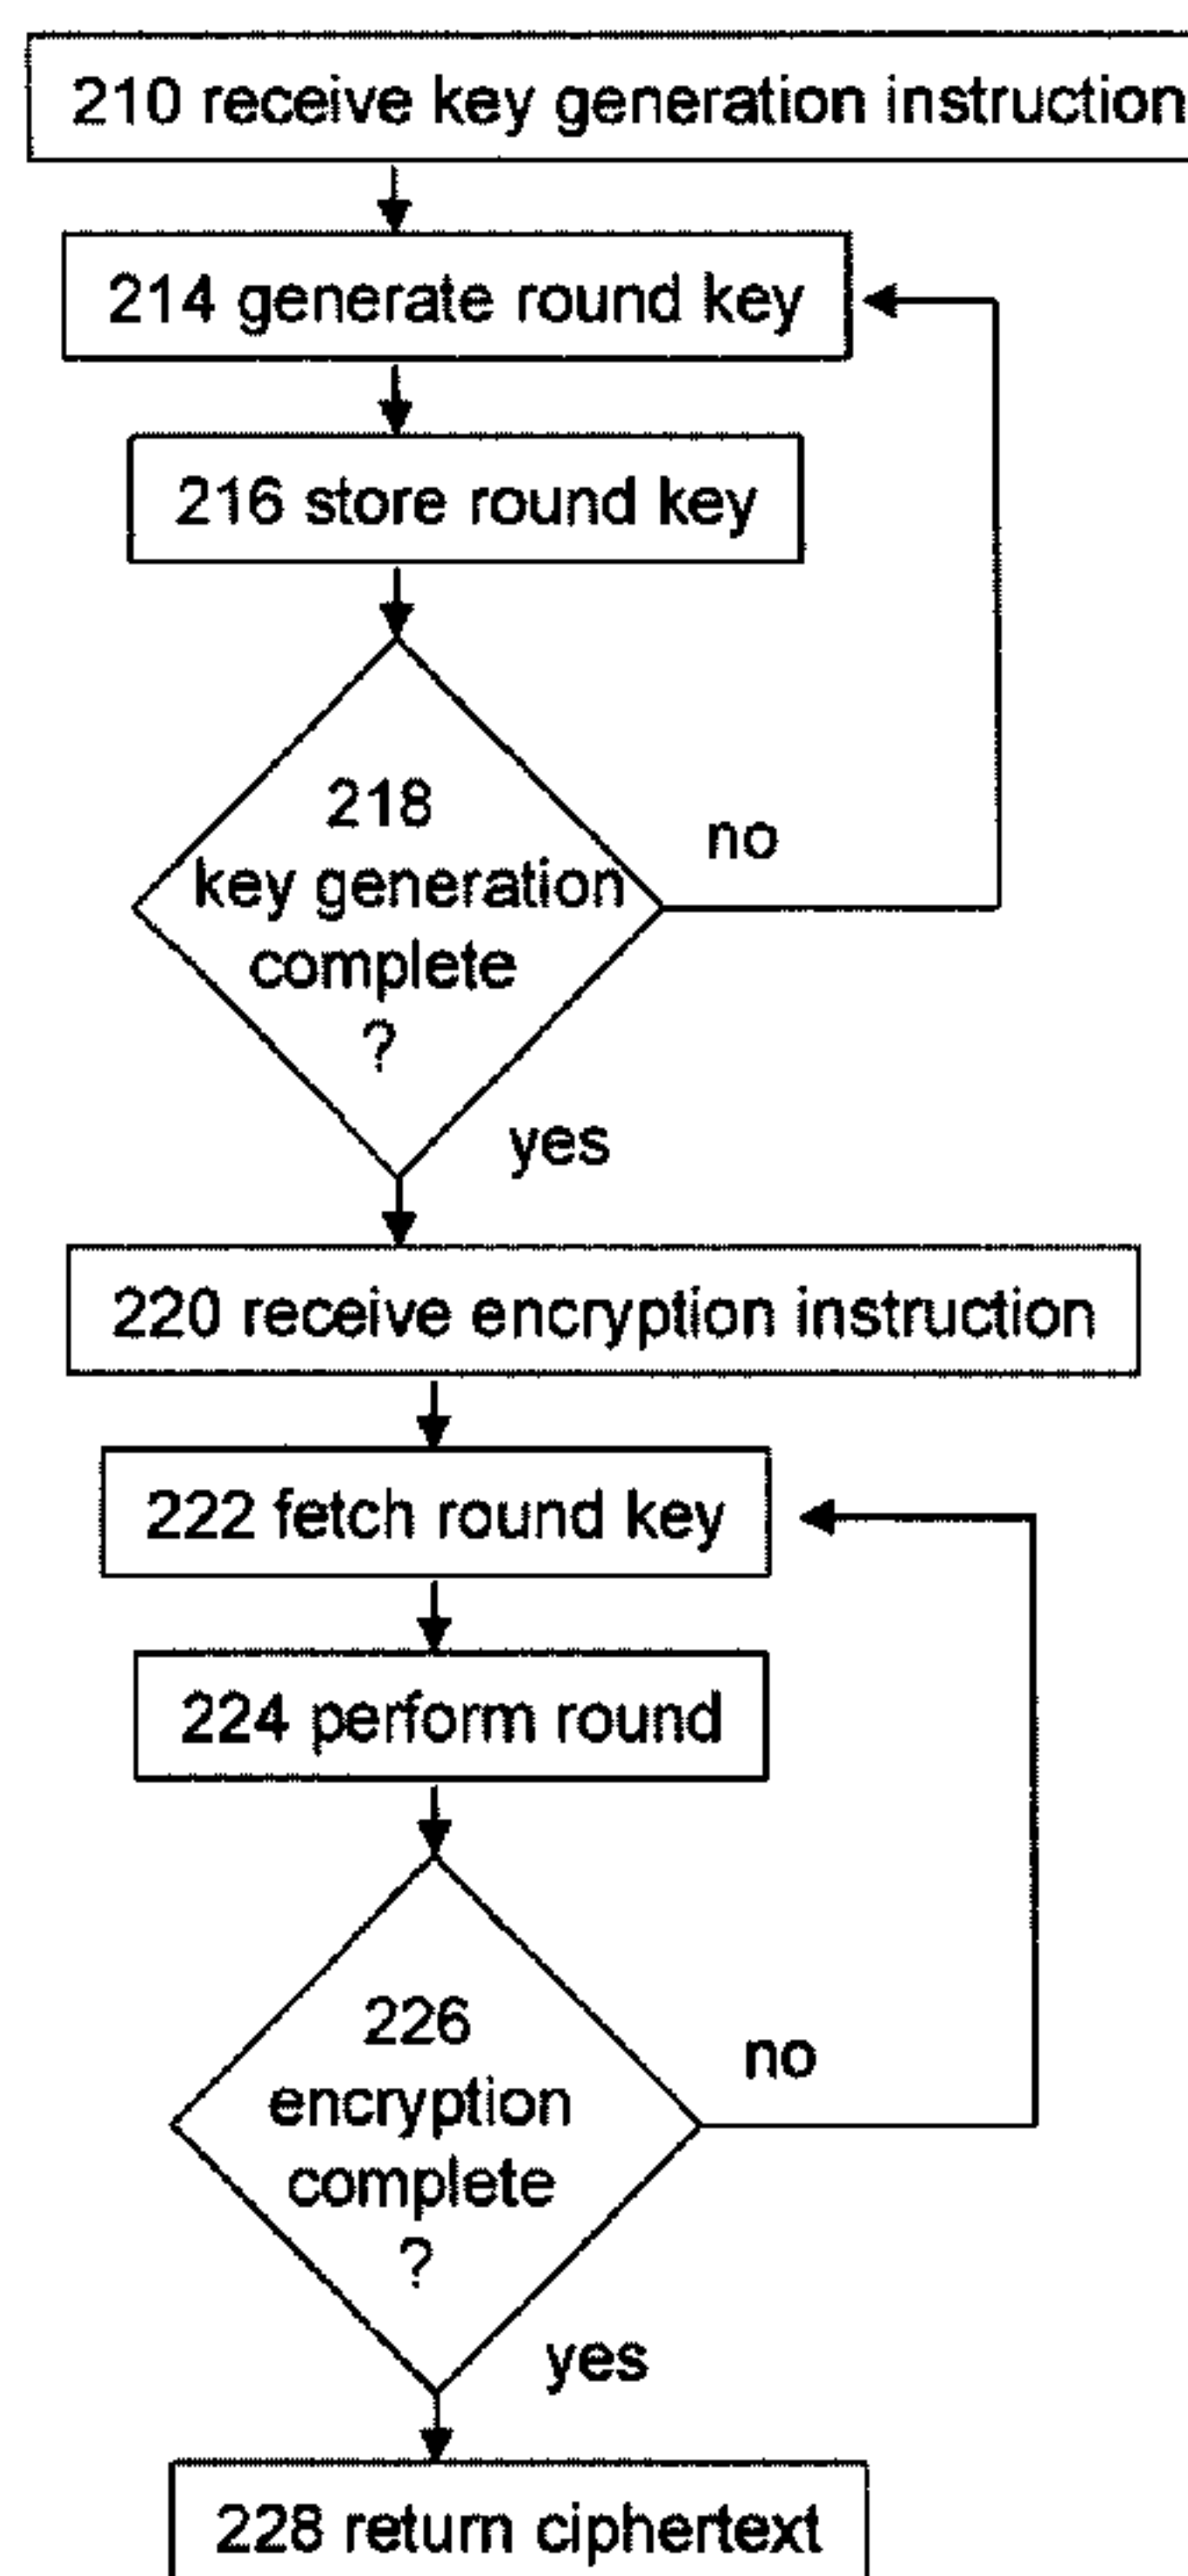 210 receive key generation instruction
214 generate round key
216 store round key
218
key generation
complete
?
no
yes
220 receive encryption instruction
222 fetch round key
224 perform round
226
encryption
complete
?
no
yes
228 return ciphertext